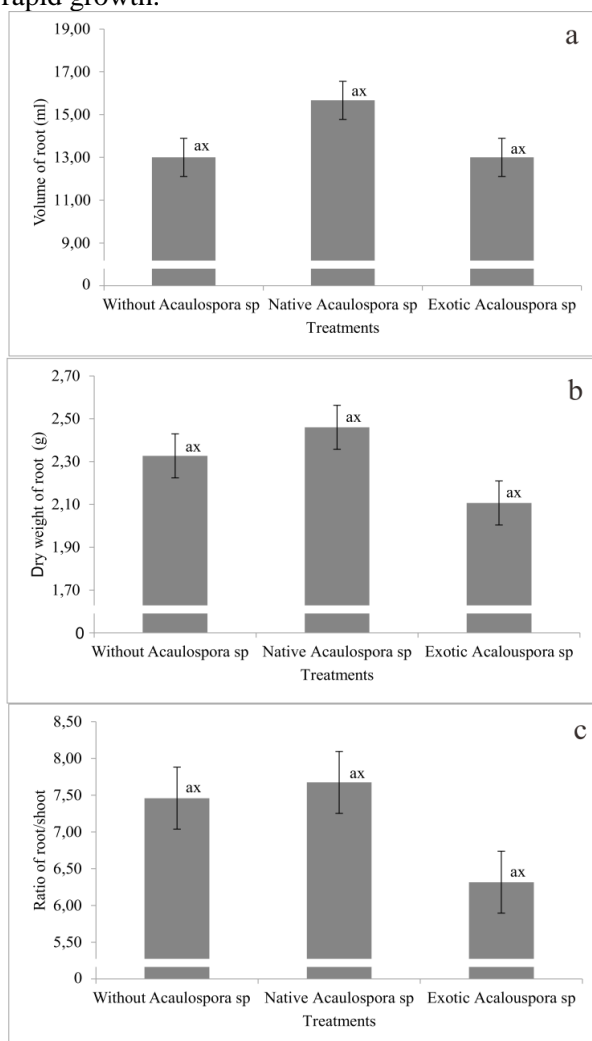 rapid growth.
a
19,00
17,00
15,00
13,00
11,00
9,00
0
Volume of root (ml)
ax
ax
ax
Without Acaulospora sp Native Acaulospora sp Exotic Acalouspora sp
Treatments
b
2,70
2,50
2,30
2,10
1,90
1,70
0
Dry weight of root (g)
ax
ax
ax
Without Acaulospora sp Native Acaulospora sp Exotic Acalouspora sp
Treatments
c
8,50
8,00
7,50
7,00
6,50
6,00
5,50
0
Ratio of root/shoot
ax
ax
ax
Without Acaulospora sp Native Acaulospora sp Exotic Acalouspora sp
Treatments